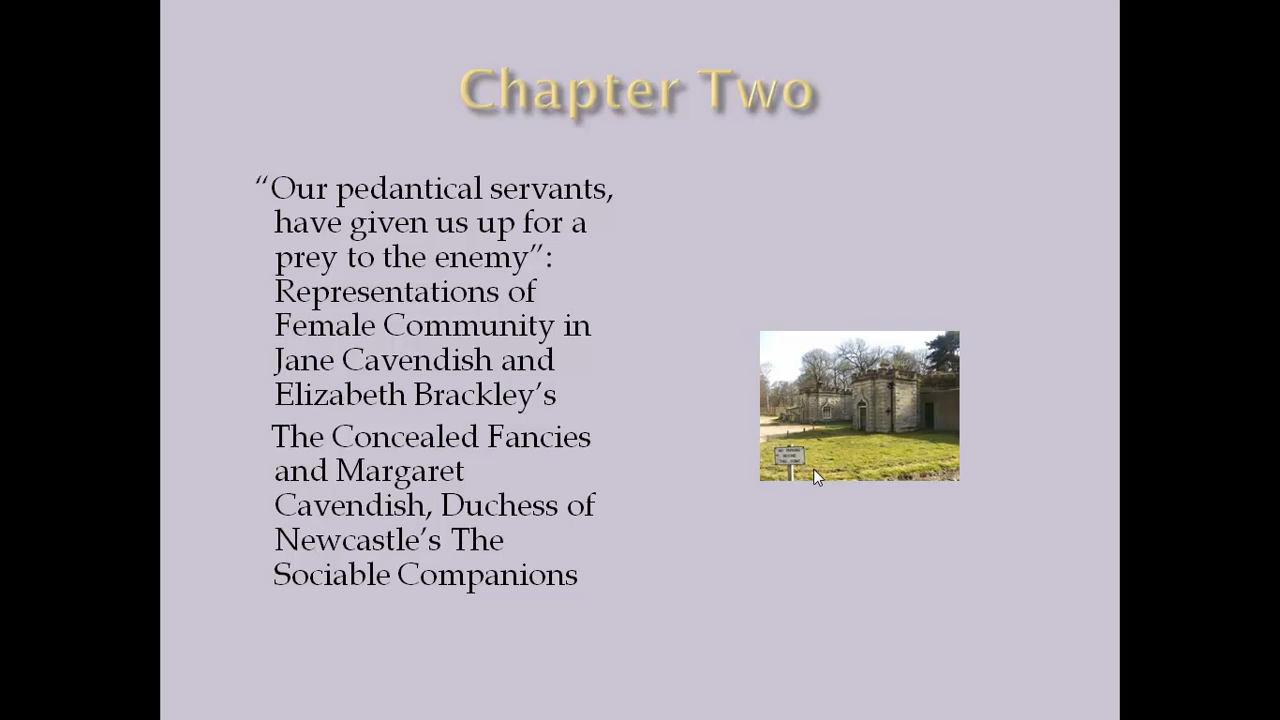 Chapter Two
“Our pedantical servants,
have given us up for a
prey to the enemy”:
Representations of
Female Community in
Jane Cavendish and
Elizabeth Brackley’s
The Concealed Fancies
and Margaret
Cavendish, Duchess of
Newcastle’s The
Sociable Companions